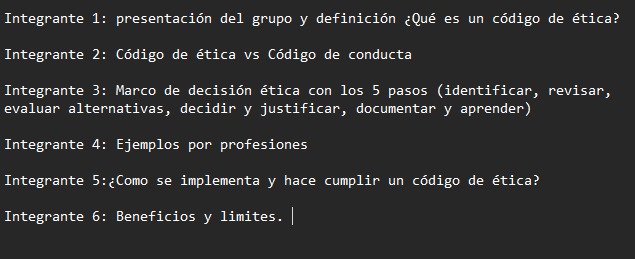 Integrante 1: presentación del grupo y definición ¿Qué es un código de ética?
Integrante 2: Código de ética vs Código de conducta
Integrante 3: Marco de decisión ética con los 5 pasos (identificar, revisar,
evaluar alternativas, decidir y justificar, documentar y aprender)
Integrante 4: Ejemplos por profesiones
Integrante 5:¿Como se implementa y hace cumplir un código de ética?
Integrante 6: Beneficios y limites.